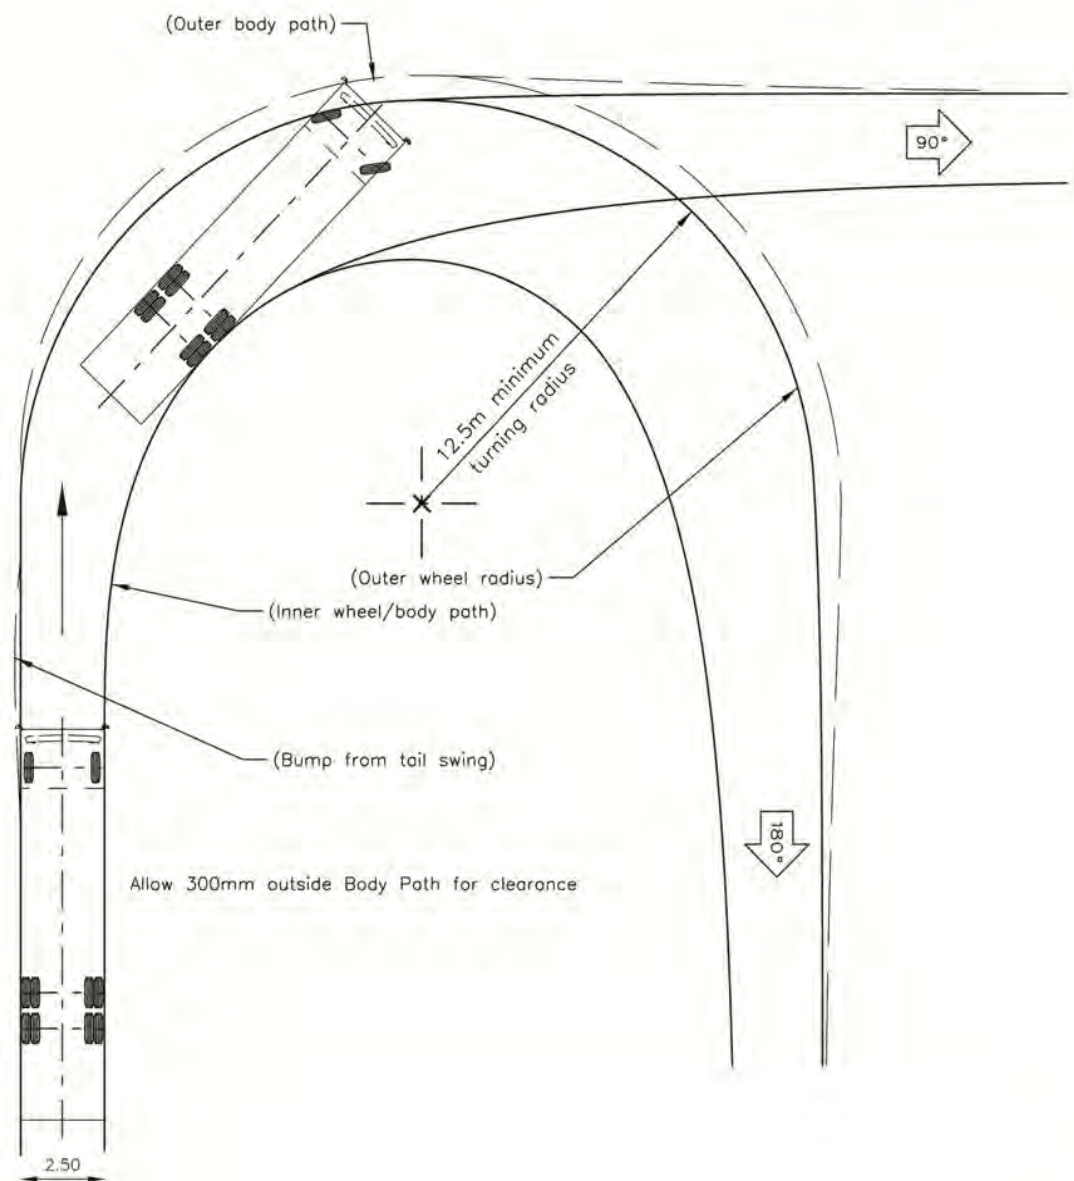 (Outer body path)
90°
12.5m minimum
turning radius
(Outer wheel radius)
(Inner wheel/body path)
(Bump from tail swing)
180°
Allow 300mm outside Body Path for clearance
2.50